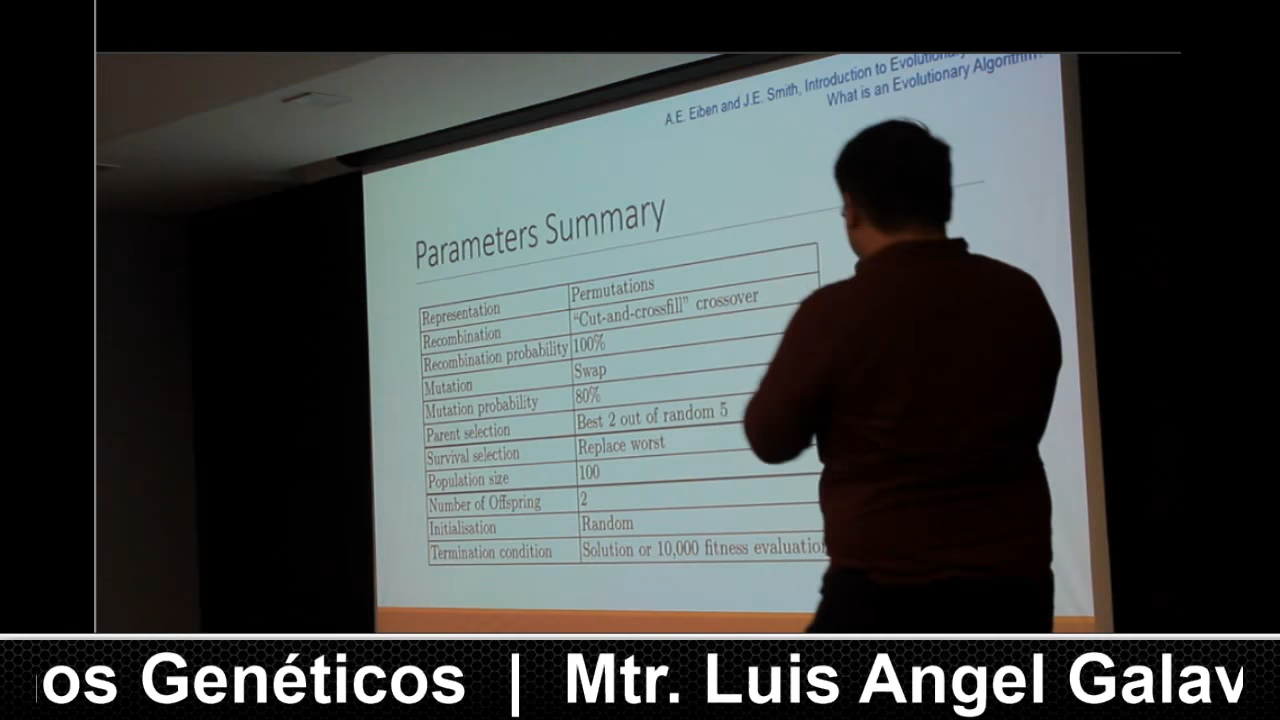 A.E. Eiben and J.E. Smith, Introduction to Evolutionary
What is an Evolutionary Algorithm?
Parameters Summary
Representation Permutations
Recombination "Cut-and-crossfill" crossover
Recombination probability 100%
Mutation Swap
Mutation probability 80%
Parent selection Best 2 out of random 5
Survival selection Replace worst
Population size 100
Number of Offspring 2
Initialisation Random
Termination condition Solution or 10,000 fitness evaluation
os Genéticos | Mtr. Luis Angel Galav